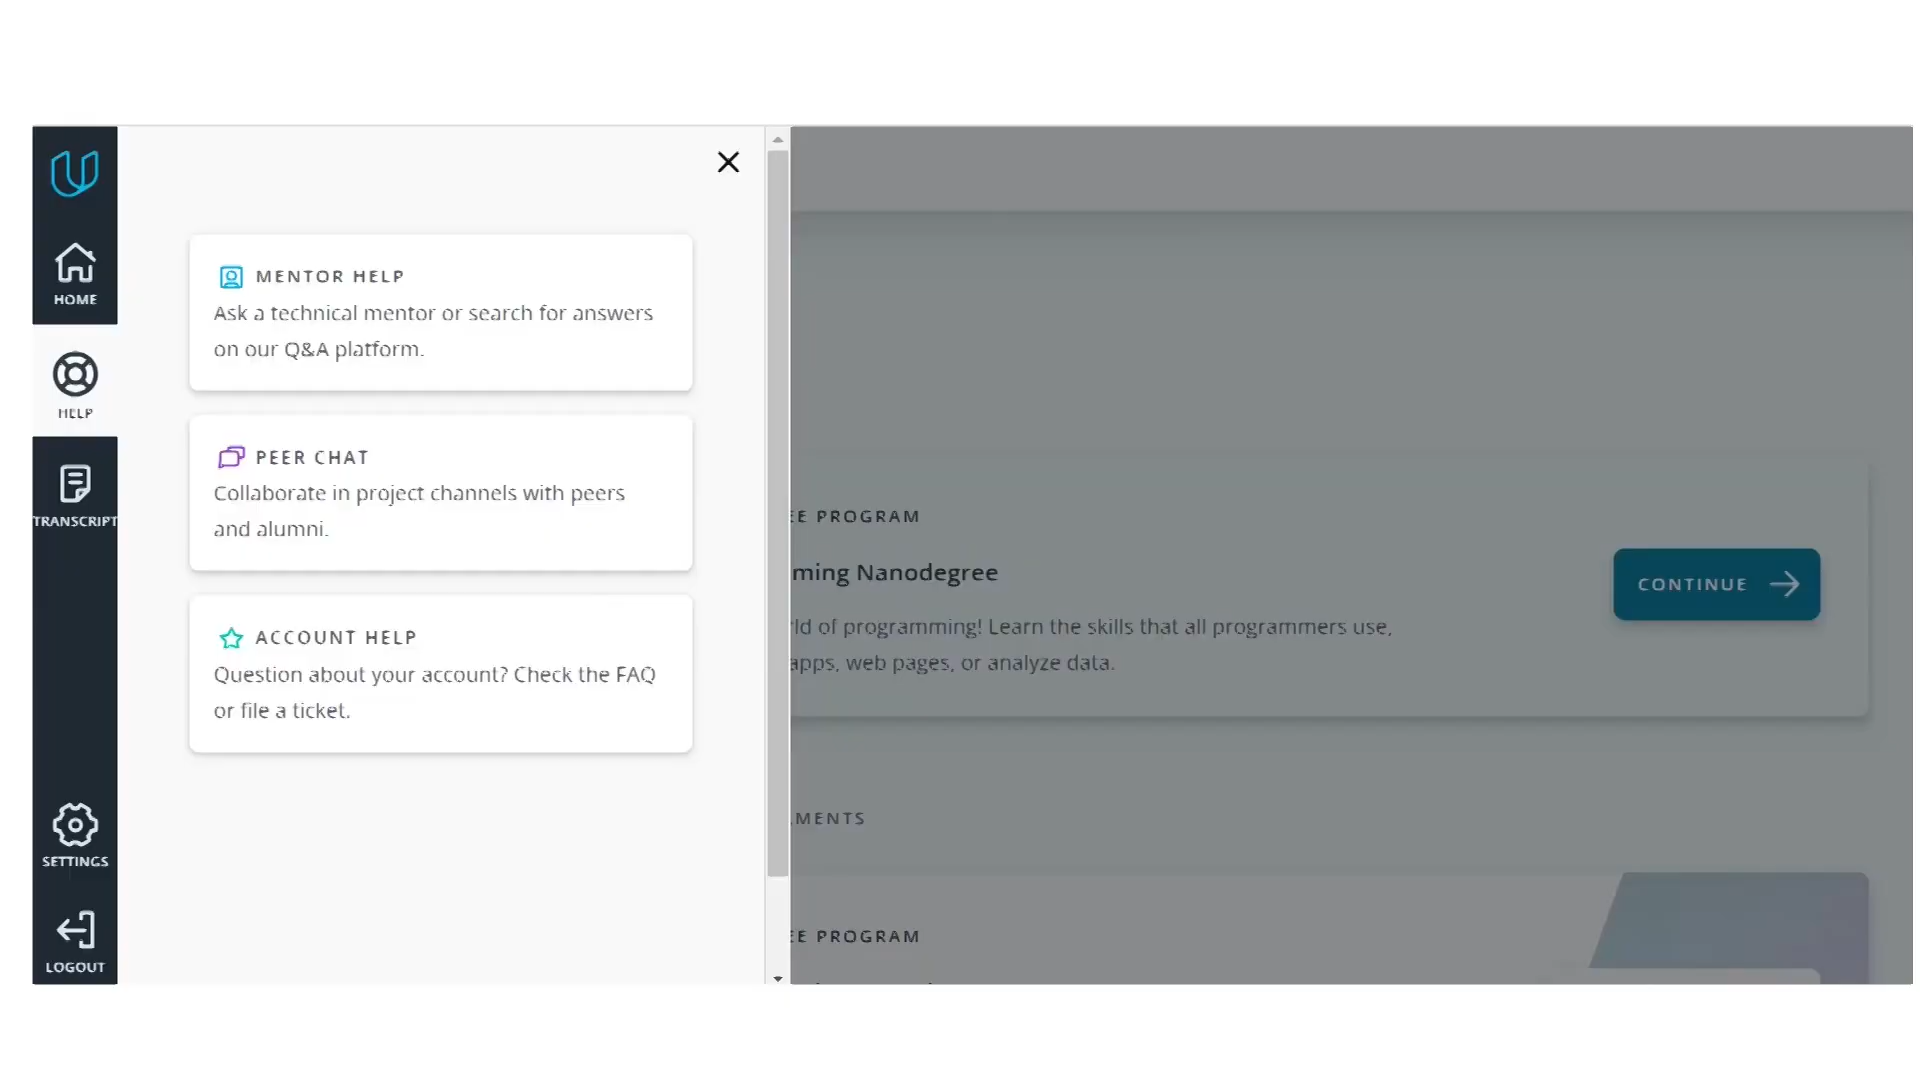 HOME
HELP
TRANSCRIPT
SETTINGS
LOGOUT
MENTOR HELP
Ask a technical mentor or search for answers
on our Q&A platform.
PEER CHAT
Collaborate in project channels with peers
and alumni.
ACCOUNT HELP
Question about your account? Check the FAQ
or file a ticket.
EE PROGRAM
ming Nanodegree
rld of programming! Learn the skills that all programmers use,
apps, web pages, or analyze data.
CONTINUE
MENTS
EE PROGRAM